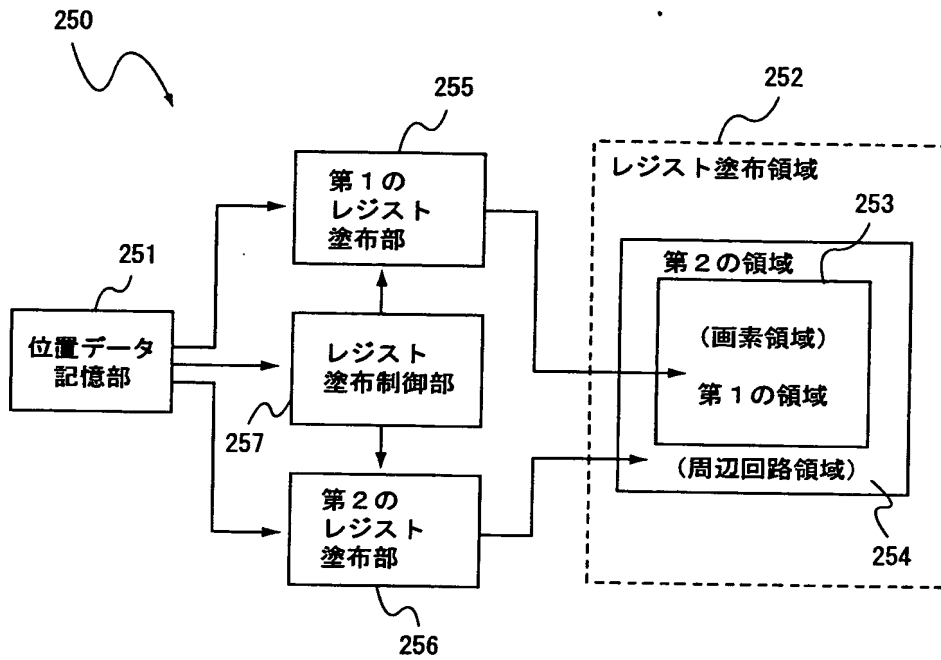 250
255
第1の
レジスト
塗布部
252
レジスト塗布領域
253
第2の領域
(画素領域)
第1の領域
(周辺回路領域)
254
251
位置データ
記憶部
レジスト
塗布制御部
257
第2の
レジスト
塗布部
256